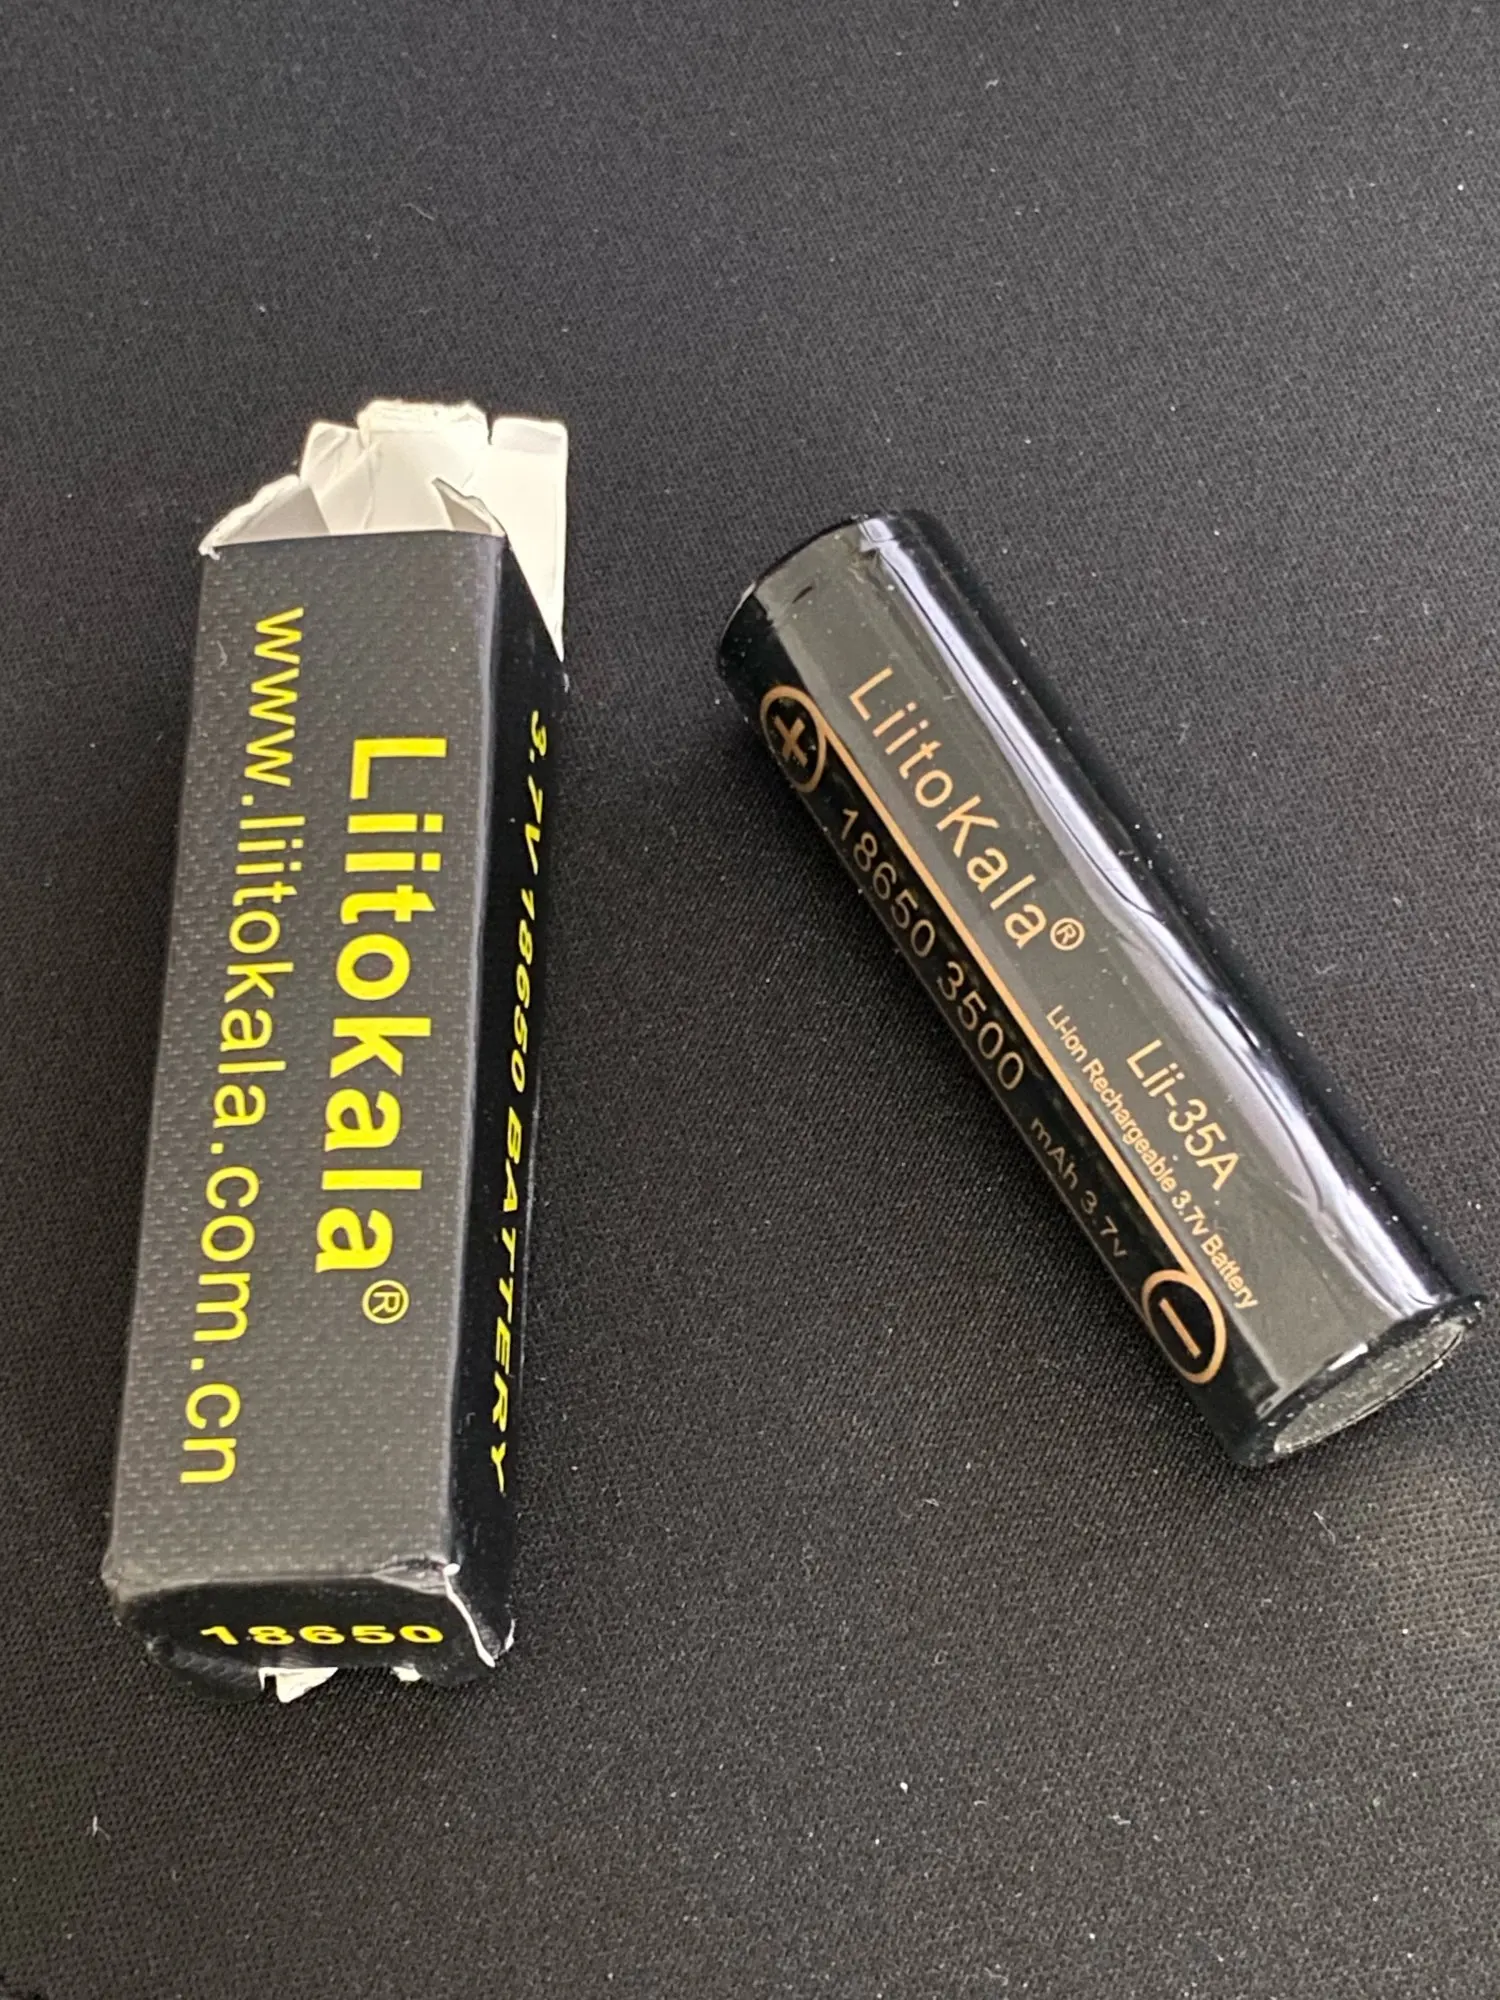 Liitokala®
www.liitokala.com.cn
3.7V 18650 BATTERY
18650
LiitoKala®
Lii-35A
Li-ion Rechargeable 3.7v Battery
+
18650 3500 mAh 3.7v
-